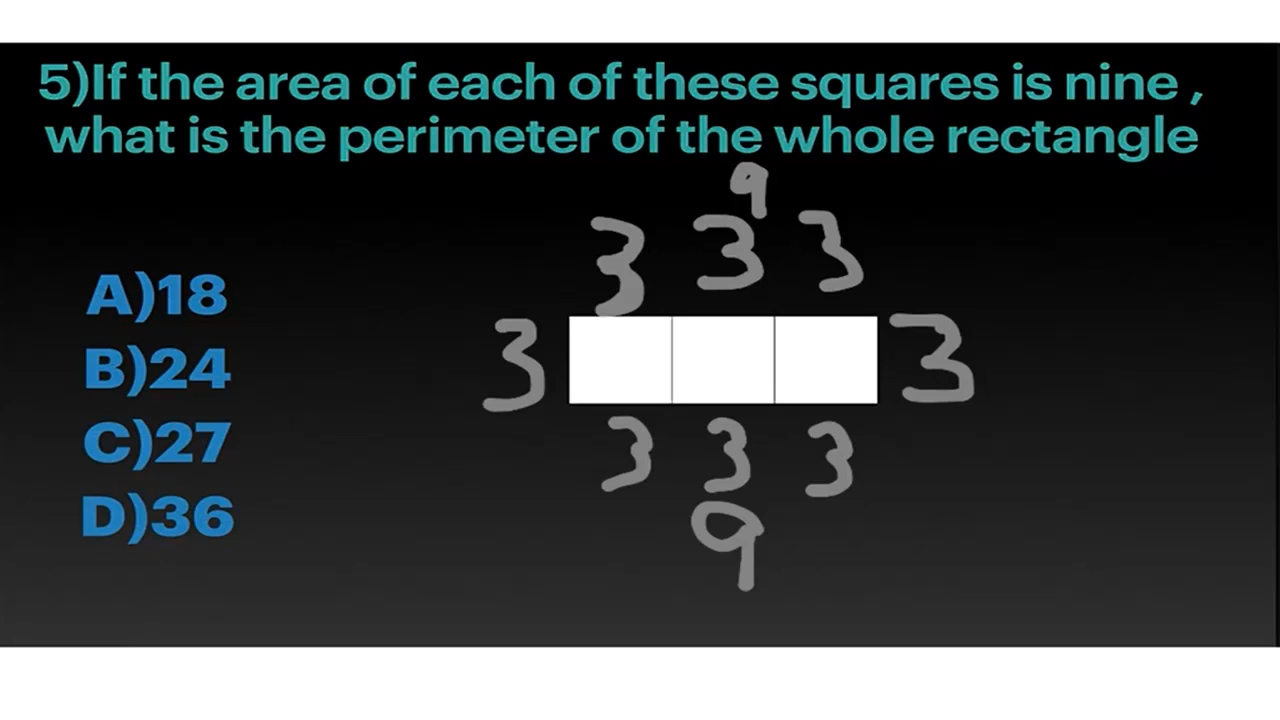 5)If the area of each of these squares is nine ,
what is the perimeter of the whole rectangle
9
3 3 3
A)18
3 3
B)24
C)27
3 3 3
D)36
9